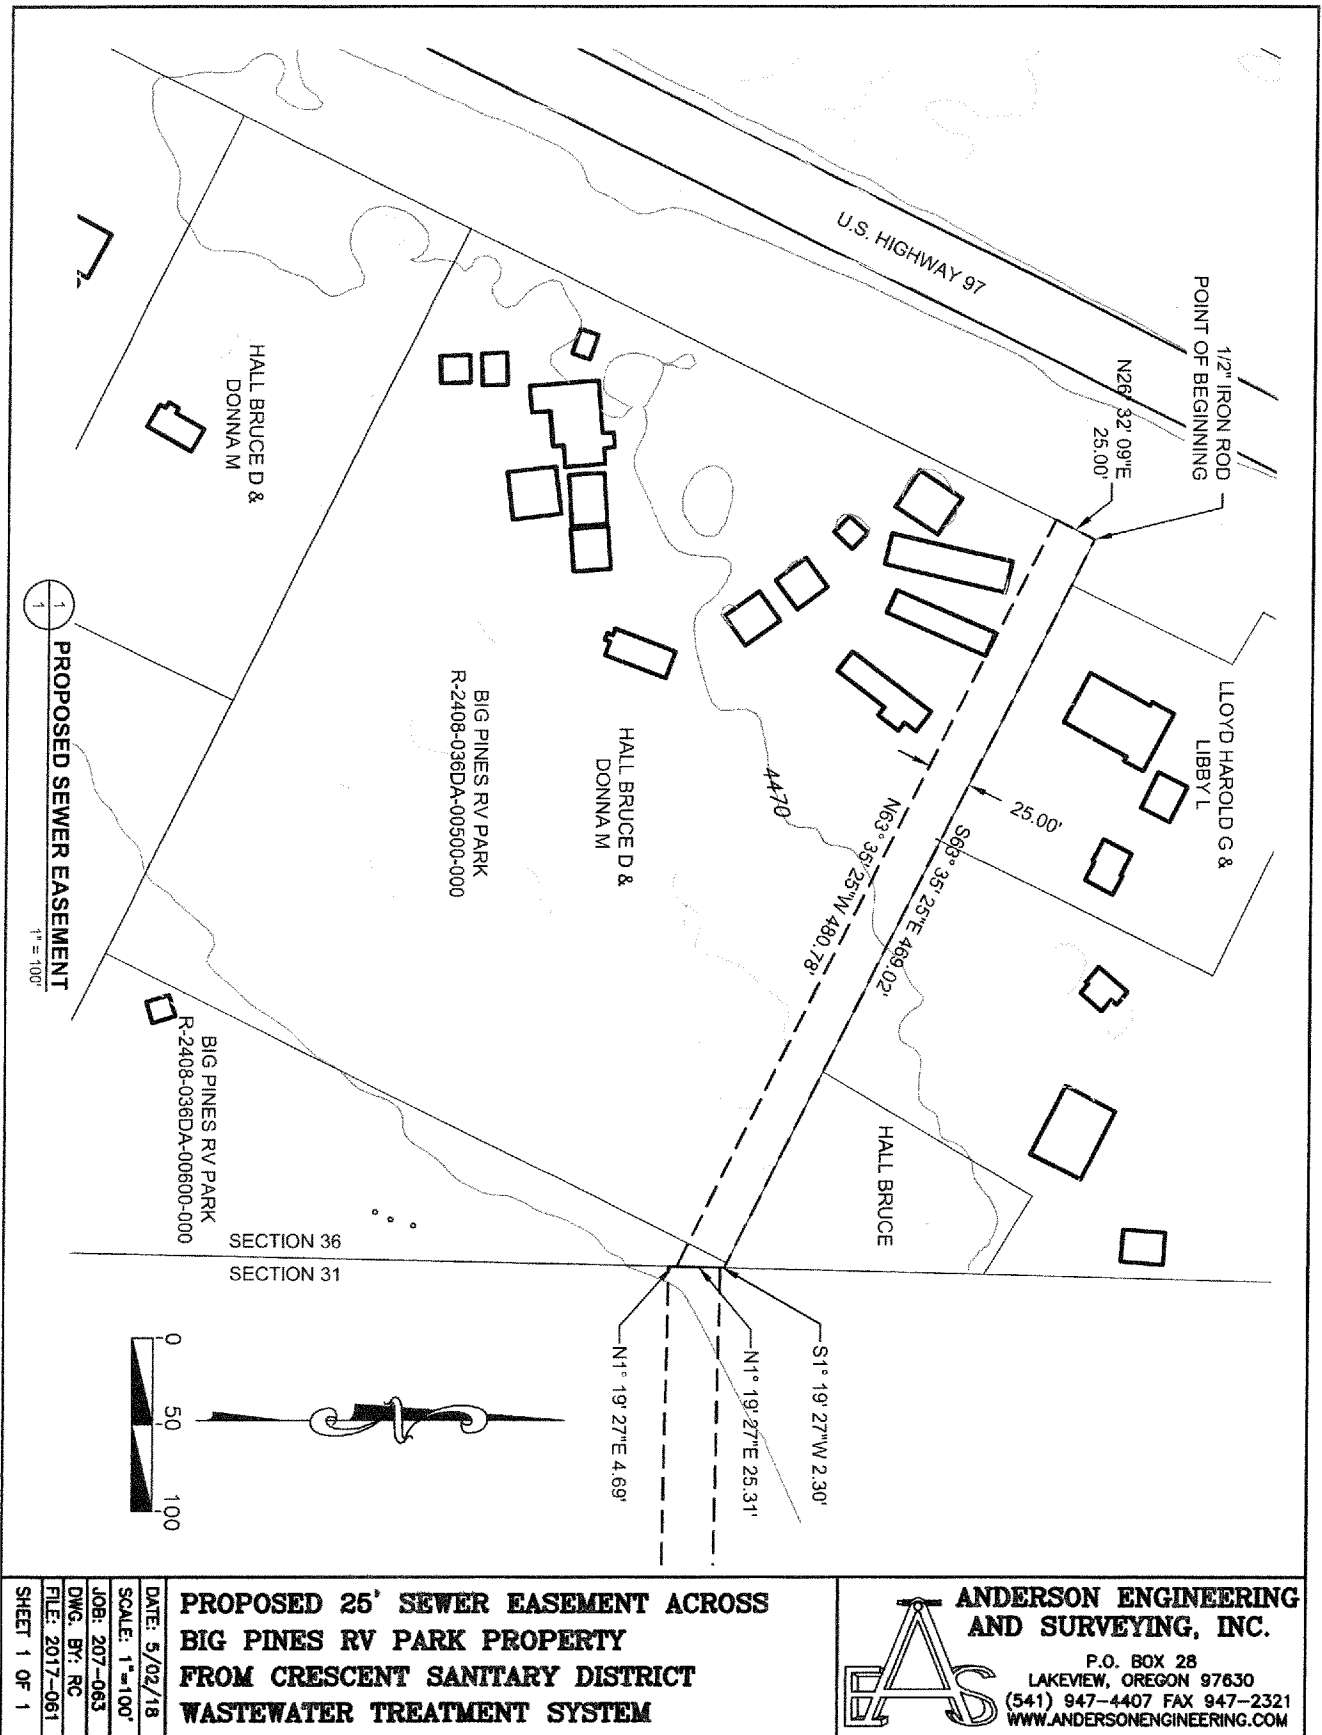 U.S. HIGHWAY 97
1/2" IRON ROD
POINT OF BEGINNING
N26° 32' 09"E
25.00'
LLOYD HAROLD G &
LIBBY L
25.00'
S63° 35' 25"E 469.02'
N63° 35' 25"W 480.78'
HALL BRUCE D &
DONNA M
HALL BRUCE D &
DONNA M
4470
BIG PINES RV PARK
R-2408-036DA-00500-000
HALL BRUCE
BIG PINES RV PARK
R-2408-036DA-00600-000
SECTION 36
SECTION 31
S1° 19' 27"W 2.30'
N1° 19' 27"E 25.31'
N1° 19' 27"E 4.69'
1
1
PROPOSED SEWER EASEMENT
1" = 100'
0 50 100
DATE: 5/02/18
SCALE: 1"=100'
JOB: 207-063
DWG. BY: RC
FILE: 2017-061
SHEET 1 OF 1
PROPOSED 25' SEWER EASEMENT ACROSS
BIG PINES RV PARK PROPERTY
FROM CRESCENT SANITARY DISTRICT
WASTEWATER TREATMENT SYSTEM
AES
ANDERSON ENGINEERING
AND SURVEYING, INC.
P.O. BOX 28
LAKEVIEW, OREGON 97630
(541) 947-4407 FAX 947-2321
WWW.ANDERSONENGINEERING.COM